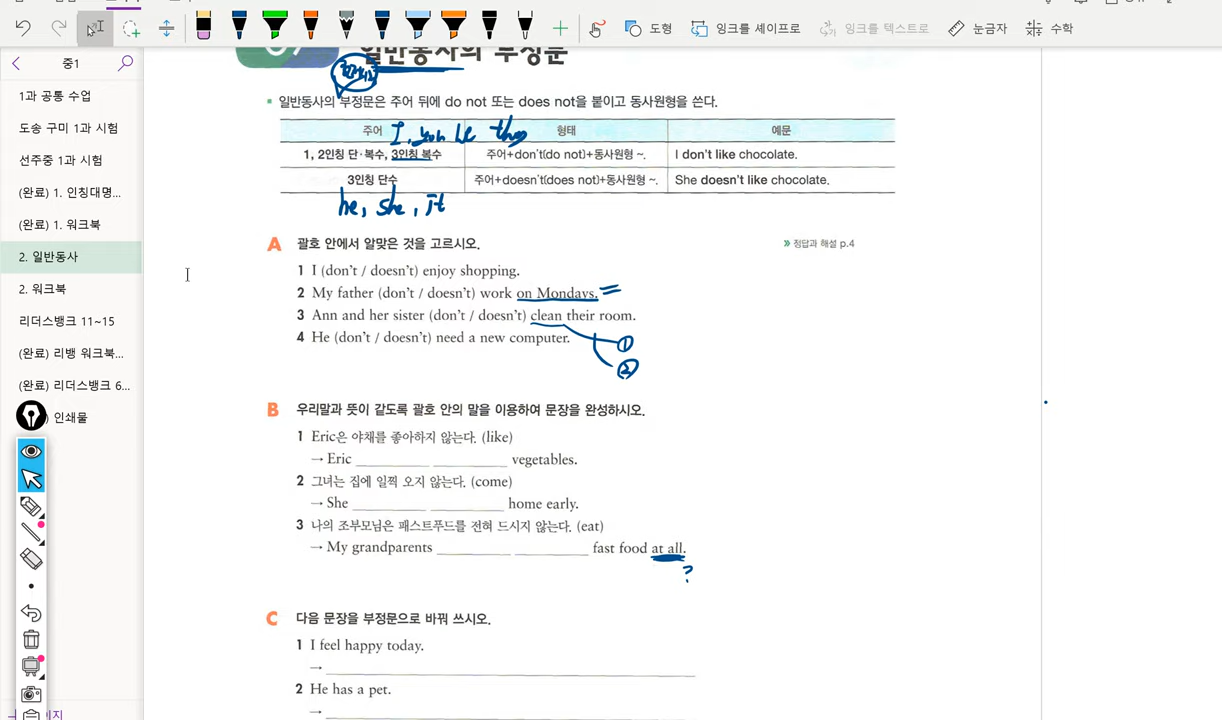 도형
잉크를 셰이프로
잉크를 텍스트로
눈금자
수학
중1
1과 공통 수업
도송 구미 1과 시험
선주중 1과 시험
(완료) 1. 인칭대명...
(완료) 1. 워크북
2. 일반동사
2. 워크북
리더스뱅크 11~15
(완료) 리뱅 워크북...
(완료) 리더스뱅크 6...
인쇄물
일반동사의 부정문
일반동사의 부정문은 주어 뒤에 do not 또는 does not을 붙이고 동사원형을 쓴다.
주어 I, you 형태 예문
1, 2인칭 단·복수, 3인칭 복수 주어+don't(do not)+동사원형 ~. I don't like chocolate.
3인칭 단수 주어+doesn't(does not)+동사원형 ~. She doesn't like chocolate.
he, she, it
A 괄호 안에서 알맞은 것을 고르시오. » 정답과 해설 p.4
1 I (don't / doesn't) enjoy shopping.
2 My father (don't / doesn't) work on Mondays.
3 Ann and her sister (don't / doesn't) clean their room.
4 He (don't / doesn't) need a new computer. ①
②
B 우리말과 뜻이 같도록 괄호 안의 말을 이용하여 문장을 완성하시오.
1 Eric은 야채를 좋아하지 않는다. (like)
→ Eric ________ ________ vegetables.
2 그녀는 집에 일찍 오지 않는다. (come)
→ She ________ ________ home early.
3 나의 조부모님은 패스트푸드를 전혀 드시지 않는다. (eat)
→ My grandparents ________ ________ fast food at all.
?
C 다음 문장을 부정문으로 바꿔 쓰시오.
1 I feel happy today.
→
2 He has a pet.
→